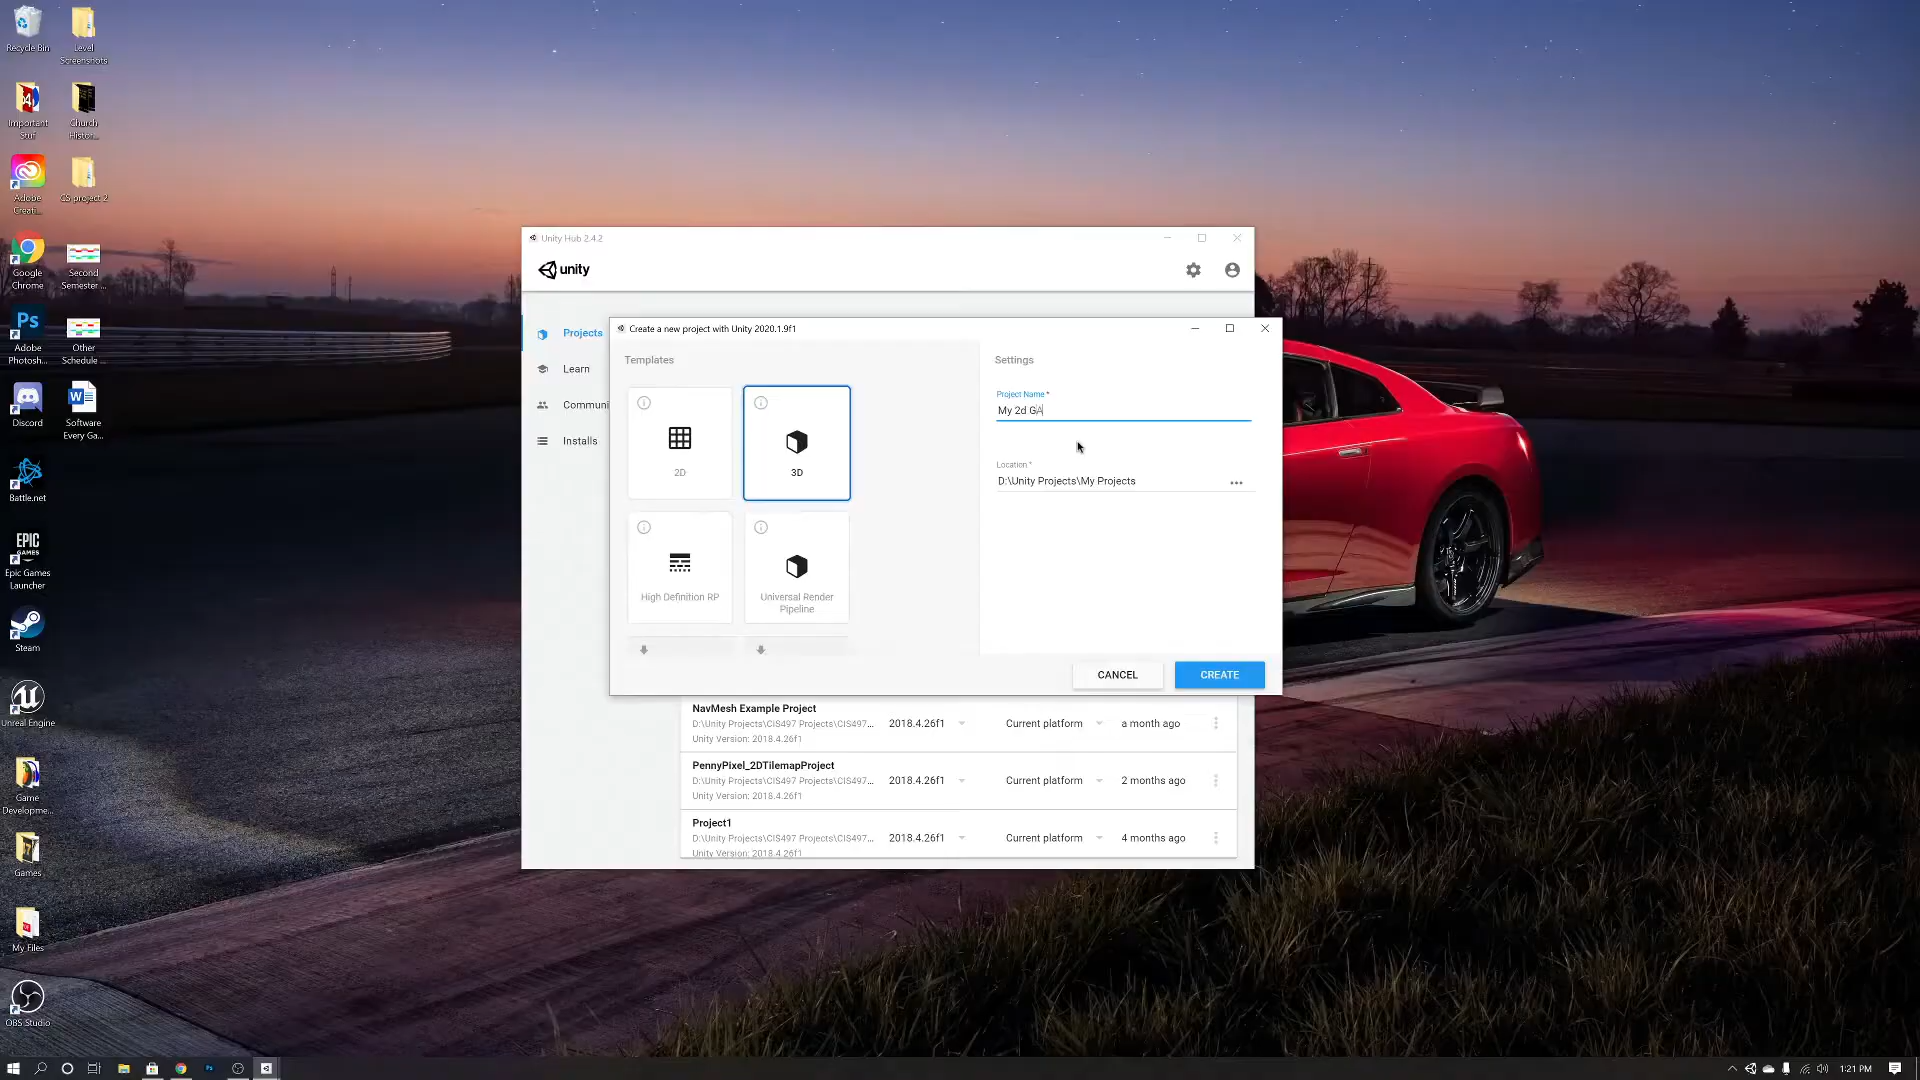 Recycle Bin
Level
Screenshots
Important
Stuf
Church
Histor...
Adobe
Creati...
CS project 2
Google
Chrome
Second
Semester ...
Ps
Adobe
Photosh...
Other
Schedule ...
Discord
Software
Every Ga...
Battle.net
EPIC
GAMES
Epic Games
Launcher
Steam
Unreal Engine
Game
Developme...
Games
My Files
OBS Studio
Unity Hub 2.4.2
unity
Projects
Learn
Communi
Installs
Create a new project with Unity 2020.1.9f1
Templates
2D
3D
High Definition RP
Universal Render
Pipeline
Settings
Project Name *
My 2d GA
Location *
D:\Unity Projects\My Projects
...
CANCEL
CREATE
NavMesh Example Project
D:\Unity Projects\CIS497 Projects\CIS497...
Unity Version: 2018.4.26f1
2018.4.26f1
Current platform
a month ago
PennyPixel_2DTilemapProject
D:\Unity Projects\CIS497 Projects\CIS497...
Unity Version: 2018.4.26f1
2018.4.26f1
Current platform
2 months ago
Project1
D:\Unity Projects\CIS497 Projects\CIS497...
Unity Version: 2018.4.26f1
2018.4.26f1
Current platform
4 months ago
1:21 PM